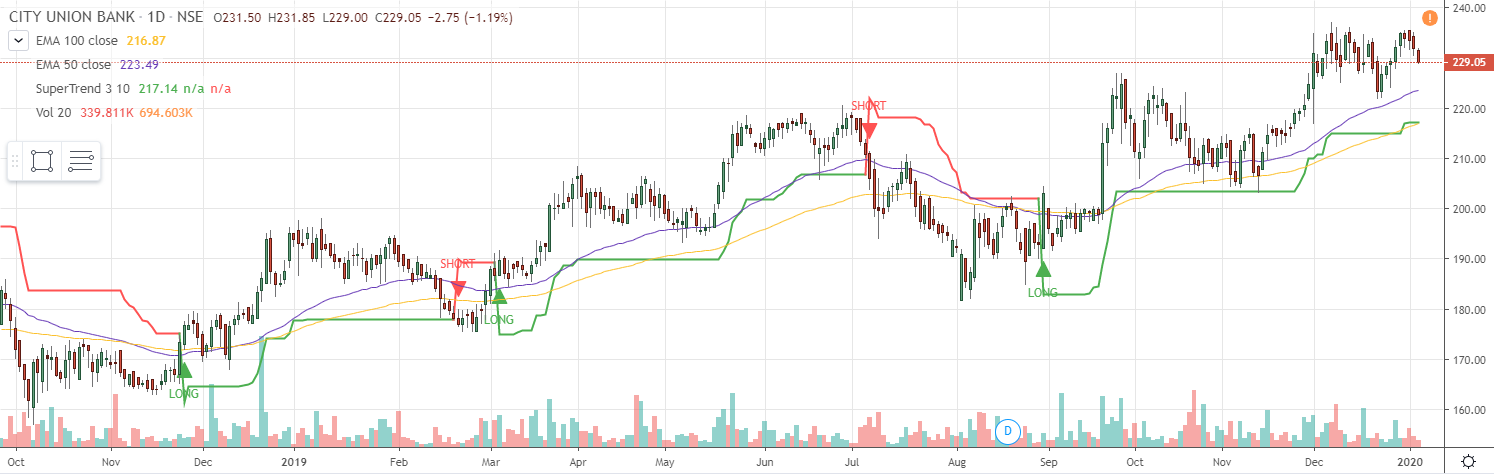 CITY UNION BANK · 1D · NSE O231.50 H231.85 L229.00 C229.05 −2.75 (−1.19%)
EMA 100 close 216.87
EMA 50 close 223.49
SuperTrend 3 10 217.14 n/a n/a
Vol 20 339.811K 694.603K
240.00
!
229.05
220.00
210.00
200.00
190.00
180.00
170.00
160.00
SHORT
SHORT
LONG
LONG
LONG
D
Oct Nov Dec 2019 Feb Mar Apr May Jun Jul Aug Sep Oct Nov Dec 2020